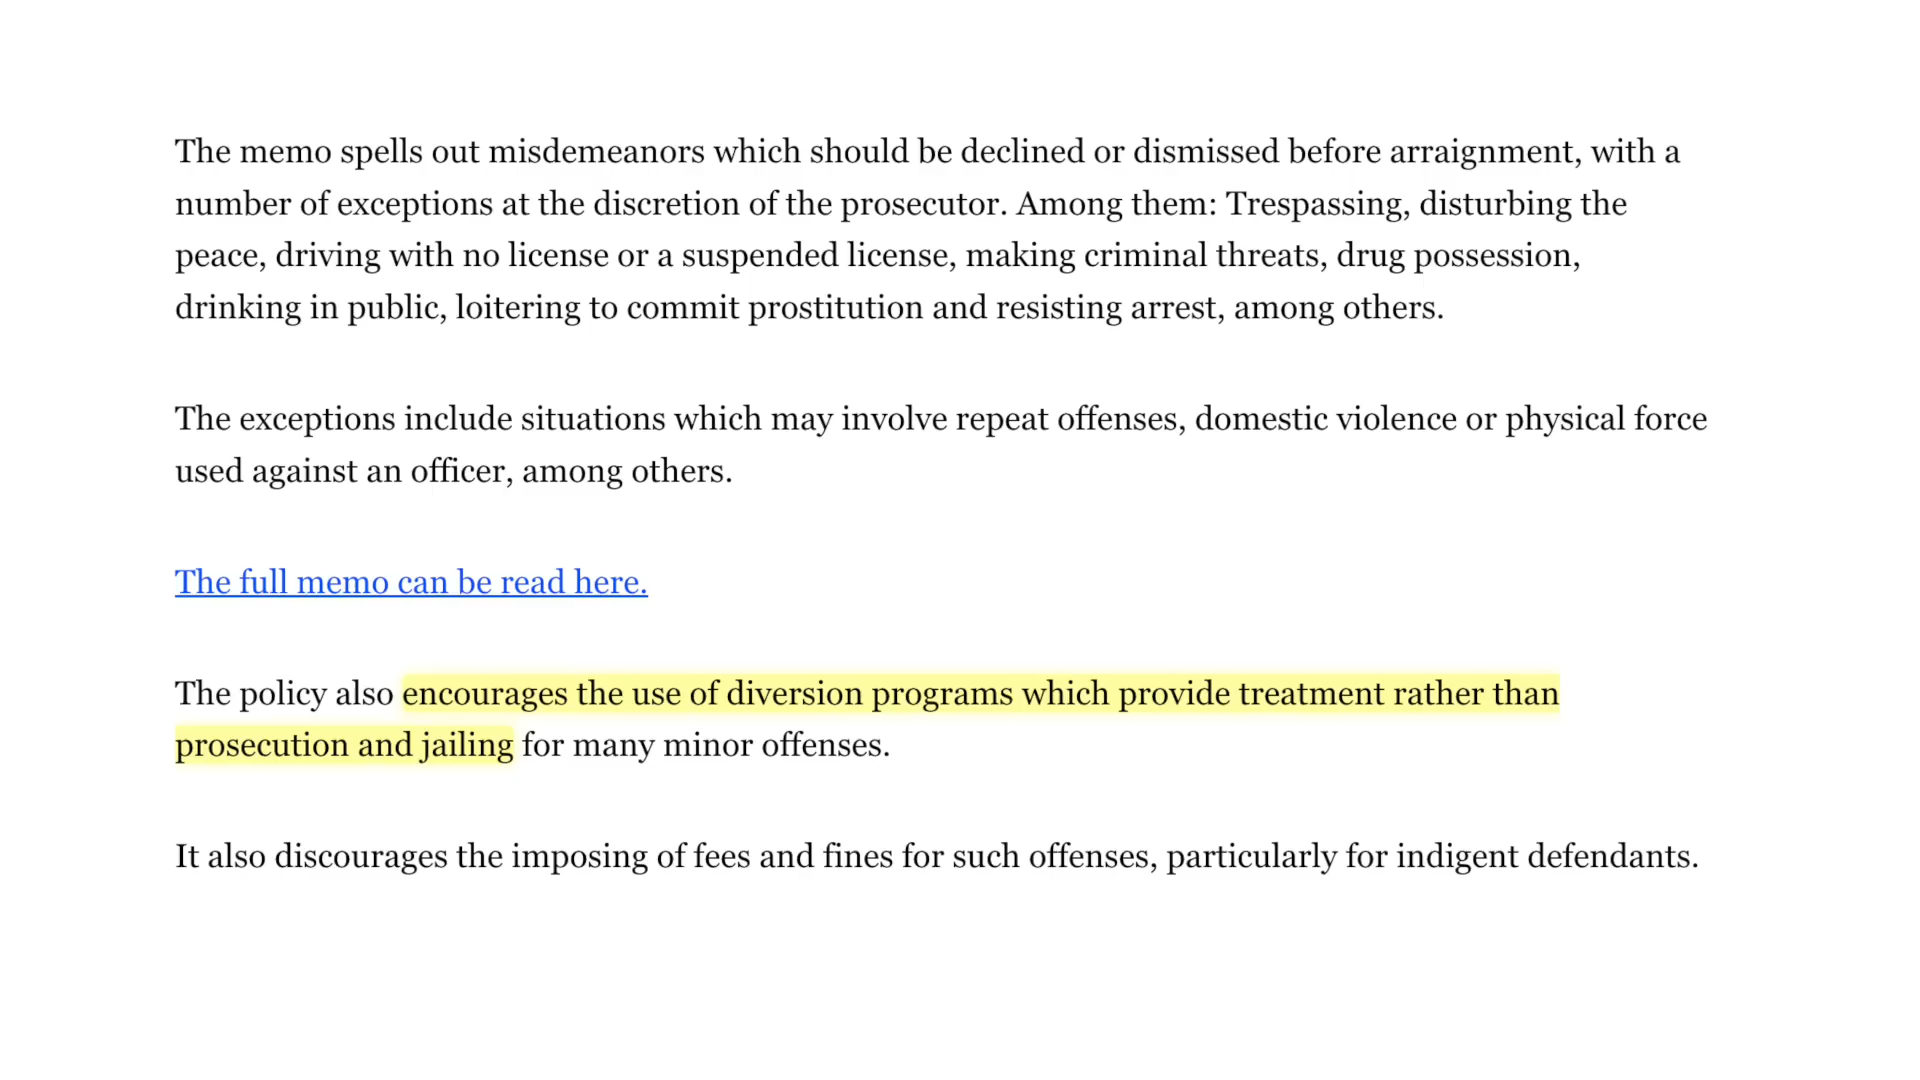 The memo spells out misdemeanors which should be declined or dismissed before arraignment, with a
number of exceptions at the discretion of the prosecutor. Among them: Trespassing, disturbing the
peace, driving with no license or a suspended license, making criminal threats, drug possession,
drinking in public, loitering to commit prostitution and resisting arrest, among others.
The exceptions include situations which may involve repeat offenses, domestic violence or physical force
used against an officer, among others.
The full memo can be read here.
The policy also encourages the use of diversion programs which provide treatment rather than
prosecution and jailing for many minor offenses.
It also discourages the imposing of fees and fines for such offenses, particularly for indigent defendants.